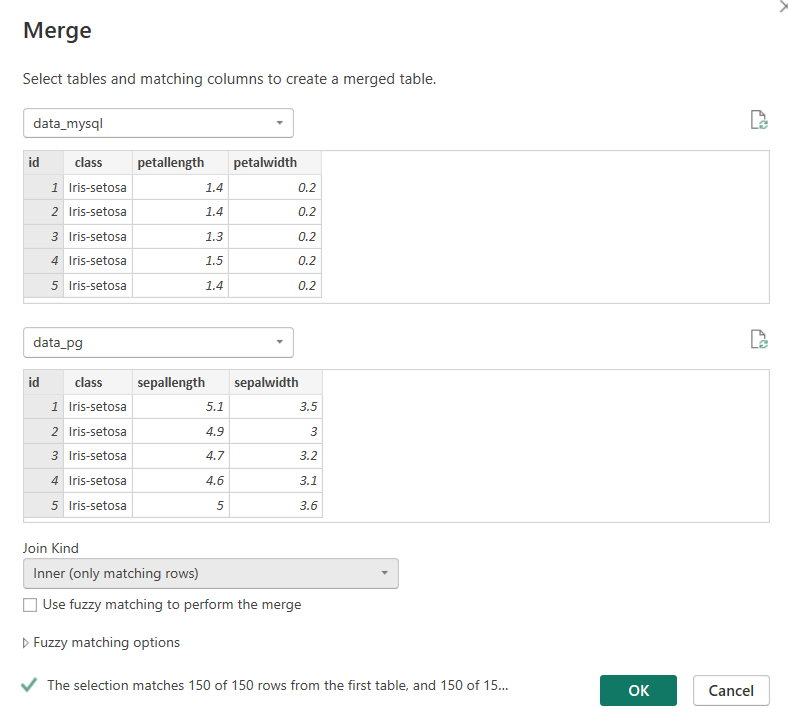 Merge
Select tables and matching columns to create a merged table.
data_mysql
id class petallength petalwidth
1 Iris-setosa 1.4 0.2
2 Iris-setosa 1.4 0.2
3 Iris-setosa 1.3 0.2
4 Iris-setosa 1.5 0.2
5 Iris-setosa 1.4 0.2
data_pg
id class sepallength sepalwidth
1 Iris-setosa 5.1 3.5
2 Iris-setosa 4.9 3
3 Iris-setosa 4.7 3.2
4 Iris-setosa 4.6 3.1
5 Iris-setosa 5 3.6
Join Kind
Inner (only matching rows)
Use fuzzy matching to perform the merge
Fuzzy matching options
The selection matches 150 of 150 rows from the first table, and 150 of 15...
OK Cancel